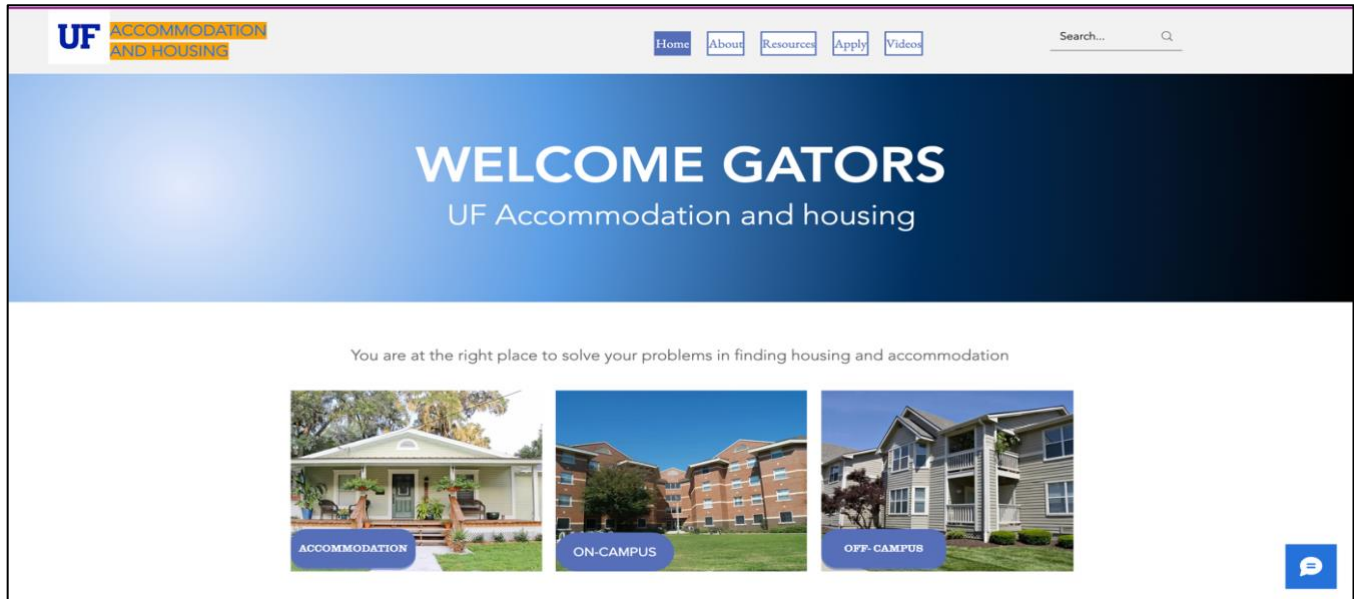 UF
ACCOMMODATION
AND HOUSING
Home About Resources Apply Videos
Search...
WELCOME GATORS
UF Accommodation and housing
You are at the right place to solve your problems in finding housing and accommodation
ACCOMMODATION
ON-CAMPUS
OFF- CAMPUS